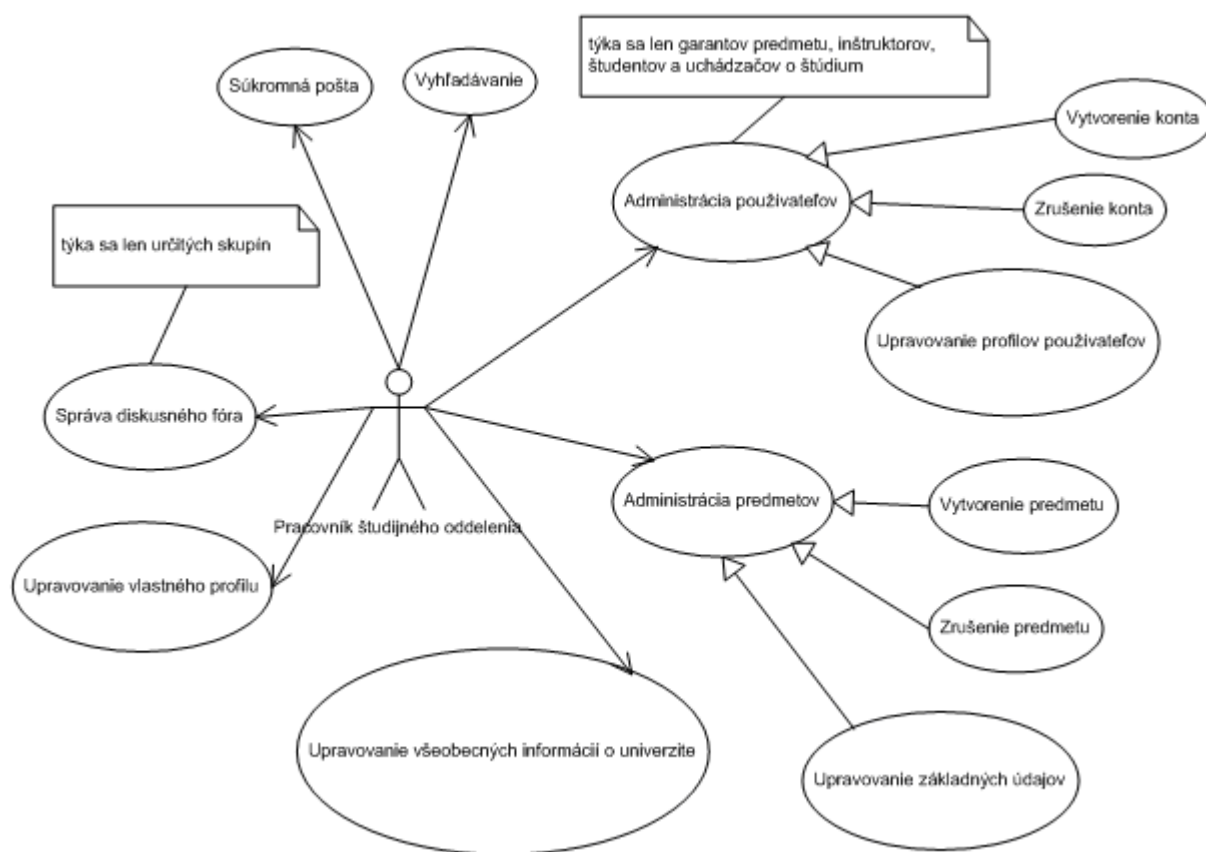 týka sa len garantov predmetu, inštruktorov,
študentov a uchádzačov o štúdium
Súkromná pošta
Vyhľadávanie
Vytvorenie konta
Administrácia používateľov
Zrušenie konta
týka sa len určitých skupín
Upravovanie profilov používateľov
Správa diskusného fóra
Administrácia predmetov
Vytvorenie predmetu
Pracovník študijného oddelenia
Upravovanie vlastného profilu
Zrušenie predmetu
Upravovanie všeobecných informácii o univerzite
Upravovanie základných údajov